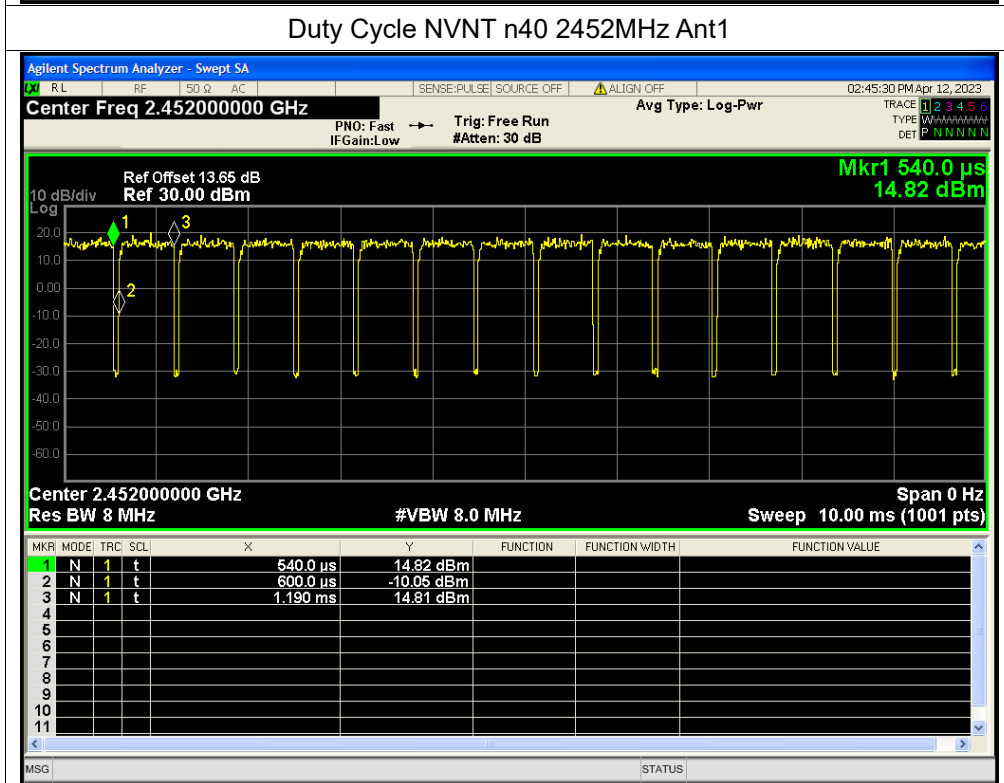 Duty Cycle NVNT n40 2452MHz Ant1
Agilent Spectrum Analyzer - Swept SA
LXI RL RF 50 Ω AC SENSE:PULSE SOURCE OFF ALIGN OFF 02:45:30 PM Apr 12, 2023
Center Freq 2.452000000 GHz Avg Type: Log-Pwr TRACE 1 2 3 4 5 6
PNO: Fast Trig: Free Run TYPE WWWWWW
IFGain:Low #Atten: 30 dB DET P N N N N N
Mkr1 540.0 µs
Ref Offset 13.65 dB
10 dB/div Ref 30.00 dBm 14.82 dBm
Log
1 3
20.0
10.0
0.00
2
-10.0
-20.0
-30.0
-40.0
-50.0
-60.0
Center 2.452000000 GHz Span 0 Hz
Res BW 8 MHz #VBW 8.0 MHz Sweep 10.00 ms (1001 pts)
MKR MODE TRC SCL X Y FUNCTION FUNCTION WIDTH FUNCTION VALUE
1 N 1 t 540.0 µs 14.82 dBm
2 N 1 t 600.0 µs -10.05 dBm
3 N 1 t 1.190 ms 14.81 dBm
4
5
6
7
8
9
10
11
MSG STATUS